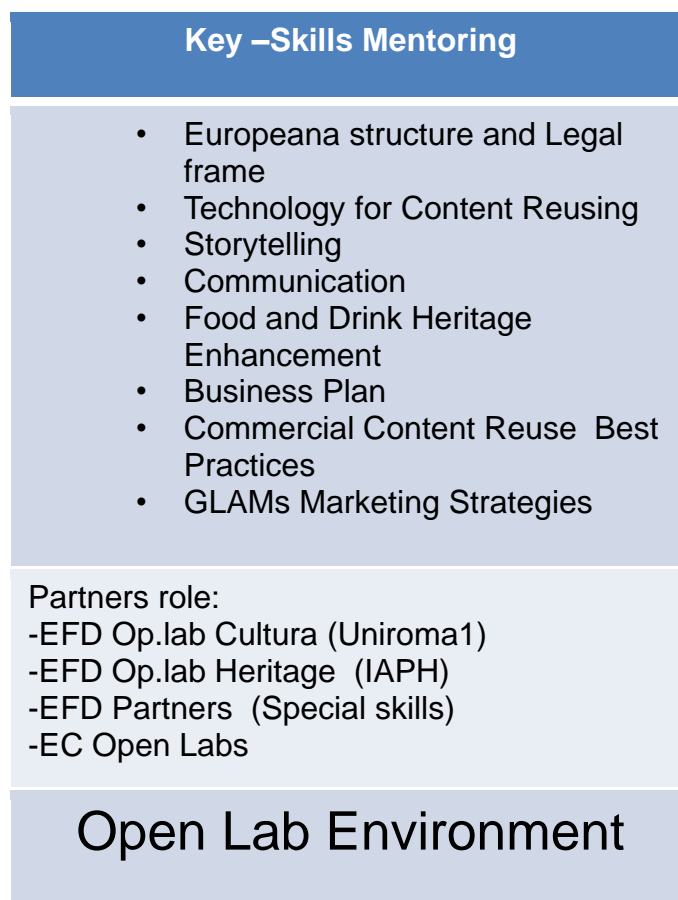 Key –Skills Mentoring
• Europeana structure and Legal
frame
• Technology for Content Reusing
• Storytelling
• Communication
• Food and Drink Heritage
Enhancement
• Business Plan
• Commercial Content Reuse  Best
Practices
• GLAMs Marketing Strategies
Partners role:
-EFD Op.lab Cultura (Uniroma1)
-EFD Op.lab Heritage  (IAPH)
-EFD Partners  (Special skills)
-EC Open Labs
Open Lab Environment